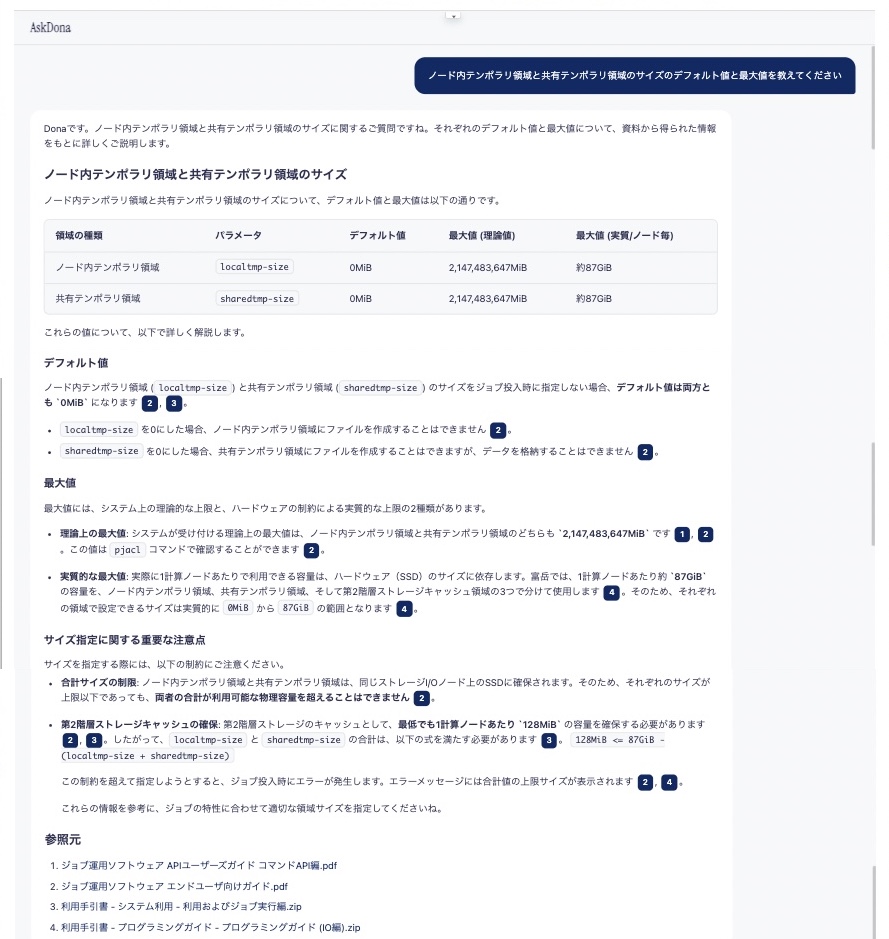 AskDona
ノード内テンポラリ領域と共有テンポラリ領域のサイズのデフォルト値と最大値を教えてください
Donaです。ノード内テンポラリ領域と共有テンポラリ領域のサイズに関するご質問ですね。それぞれのデフォルト値と最大値について、資料から得られた情報
をもとに詳しくご説明します。
ノード内テンポラリ領域と共有テンポラリ領域のサイズ
ノード内テンポラリ領域と共有テンポラリ領域のサイズについて、デフォルト値と最大値は以下の通りです。
領域の種類 パラメータ デフォルト値 最大値 (理論値) 最大値 (実質/ノード毎)
ノード内テンポラリ領域 localtmp-size 0MiB 2,147,483,647MiB 約87GiB
共有テンポラリ領域 sharedtmp-size 0MiB 2,147,483,647MiB 約87GiB
これらの値について、以下で詳しく解説します。
デフォルト値
ノード内テンポラリ領域 ( localtmp-size ) と共有テンポラリ領域 ( sharedtmp-size ) のサイズをジョブ投入時に指定しない場合、デフォルト値は両方と
も `0MiB` になります 2 , 3 。
• localtmp-size を0にした場合、ノード内テンポラリ領域にファイルを作成することはできません 2 。
• sharedtmp-size を0にした場合、共有テンポラリ領域にファイルを作成することはできますが、データを格納することはできません 2 。
最大値
最大値には、システム上の理論的な上限と、ハードウェアの制約による実質的な上限の2種類があります。
• 理論上の最大値: システムが受け付ける理論上の最大値は、ノード内テンポラリ領域と共有テンポラリ領域のどちらも `2,147,483,647MiB` です 1 , 2
。この値は pjacl コマンドで確認することができます 2 。
• 実質的な最大値: 実際に1計算ノードあたりで利用できる容量は、ハードウェア（SSD）のサイズに依存します。富岳では、1計算ノードあたり約 `87GiB`
の容量を、ノード内テンポラリ領域、共有テンポラリ領域、そして第2階層ストレージキャッシュ領域の3つで分けて使用します 4 。そのため、それぞれ
の領域で設定できるサイズは実質的に 0MiB から 87GiB の範囲となります 4 。
サイズ指定に関する重要な注意点
サイズを指定する際には、以下の制約にご注意ください。
• 合計サイズの制限: ノード内テンポラリ領域と共有テンポラリ領域は、同じストレージI/Oノード上のSSDに確保されます。そのため、それぞれのサイズが
上限以下であっても、両者の合計が利用可能な物理容量を超えることはできません 2 。
• 第2階層ストレージキャッシュの確保: 第2階層ストレージのキャッシュとして、最低でも1計算ノードあたり `128MiB` の容量を確保する必要があります
2 , 3 。したがって、 localtmp-size と sharedtmp-size の合計は、以下の式を満たす必要があります 3 。 128MiB <= 87GiB -
(localtmp-size + sharedtmp-size)
この制約を超えて指定しようとすると、ジョブ投入時にエラーが発生します。エラーメッセージには合計値の上限サイズが表示されます 2 , 4 。
これらの情報を参考に、ジョブの特性に合わせて適切な領域サイズを指定してくださいね。
参照元
1. ジョブ運用ソフトウェア APIユーザーズガイド コマンドAPI編.pdf
2. ジョブ運用ソフトウェア エンドユーザ向けガイド.pdf
3. 利用手引書 - システム利用 - 利用およびジョブ実行編.zip
4. 利用手引書 - プログラミングガイド - プログラミングガイド (IO編).zip